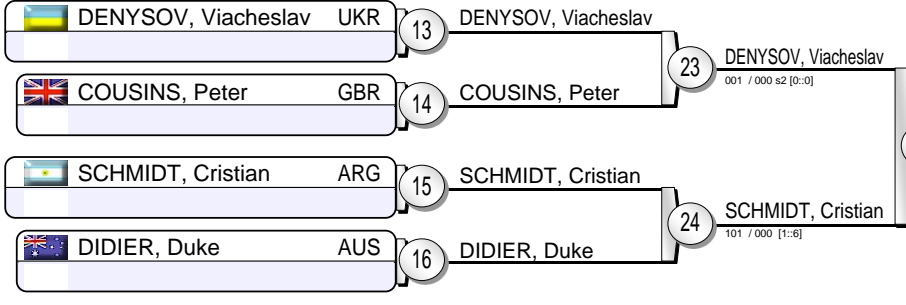 DENYSOV, Viacheslav UKR
13
DENYSOV, Viacheslav
23
DENYSOV, Viacheslav
001 / 000 s2 [0::0]
COUSINS, Peter GBR
14
COUSINS, Peter
SCHMIDT, Cristian ARG
15
SCHMIDT, Cristian
24
SCHMIDT, Cristian
101 / 000 [1::6]
DIDIER, Duke AUS
16
DIDIER, Duke